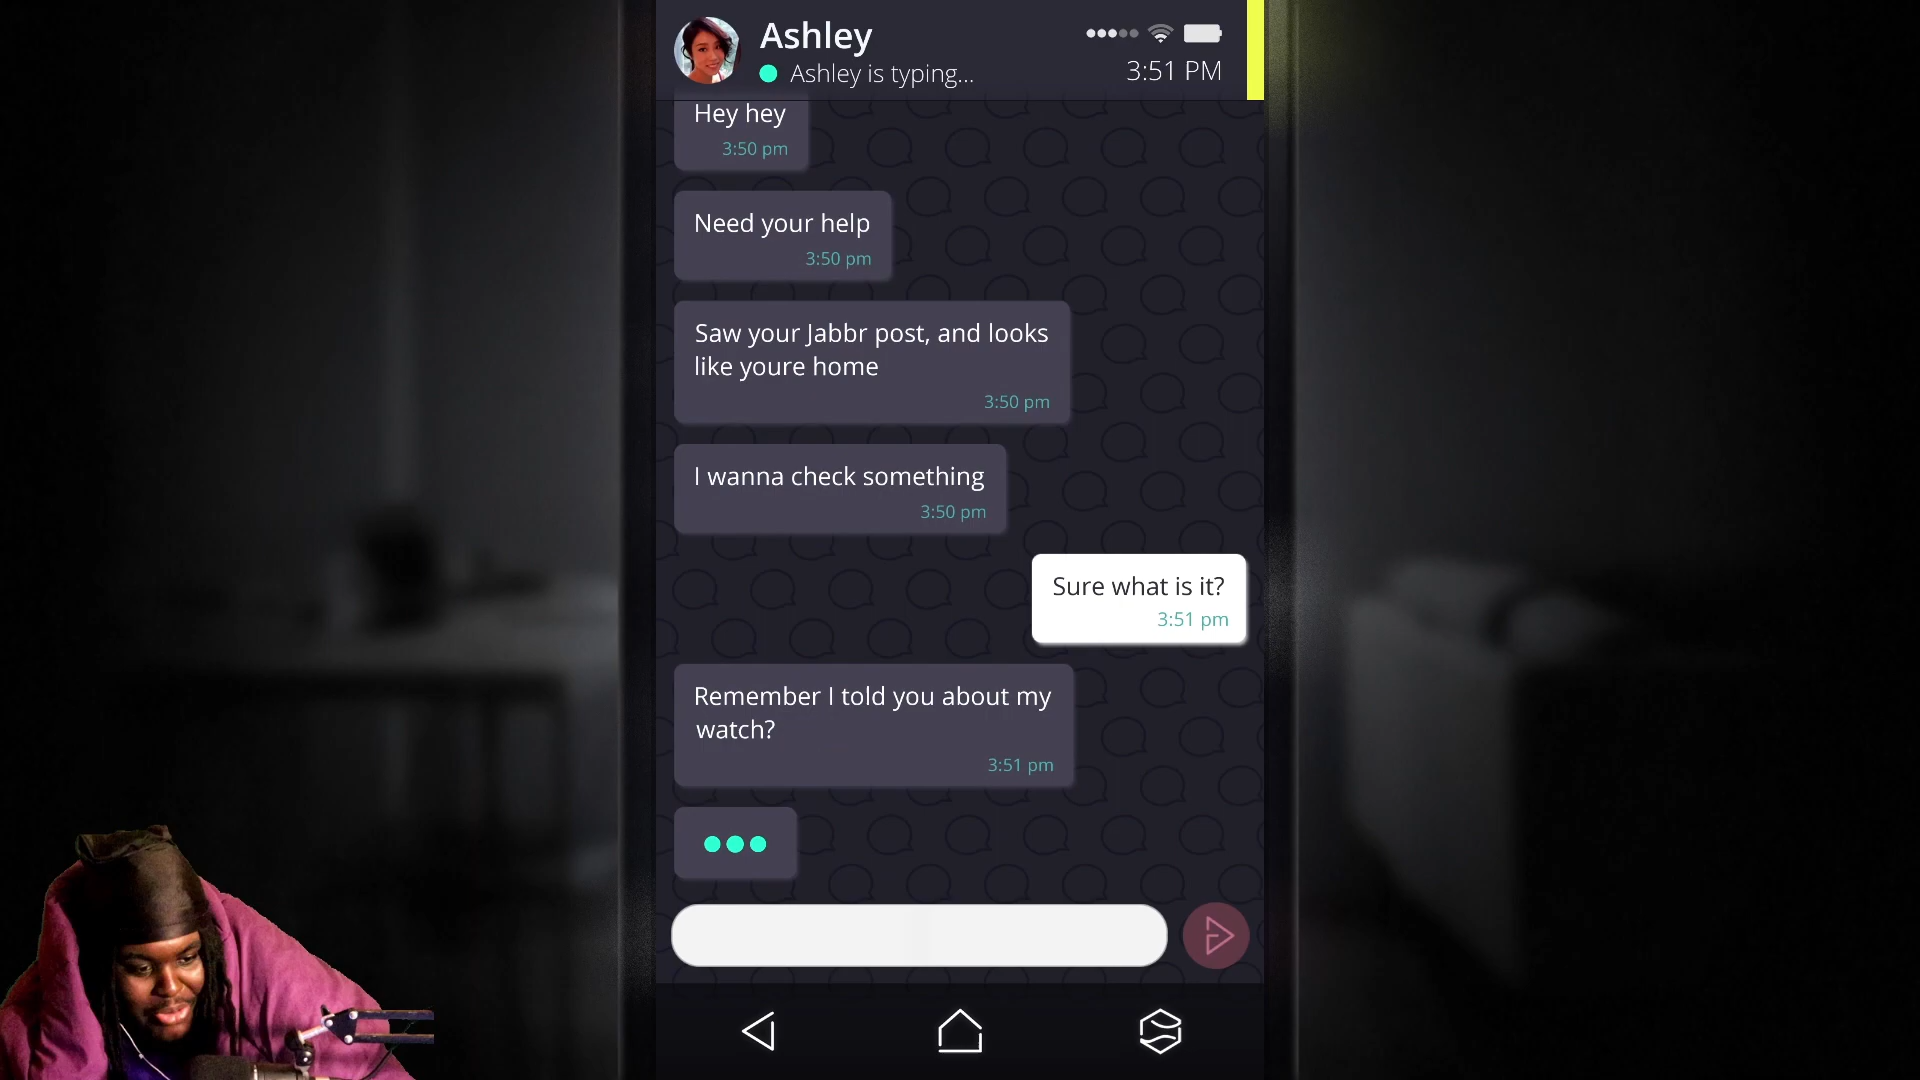 Ashley
Ashley is typing...
3:51 PM
Hey hey
3:50 pm
Need your help
3:50 pm
Saw your Jabbr post, and looks
like youre home
3:50 pm
I wanna check something
3:50 pm
Sure what is it?
3:51 pm
Remember I told you about my
watch?
3:51 pm